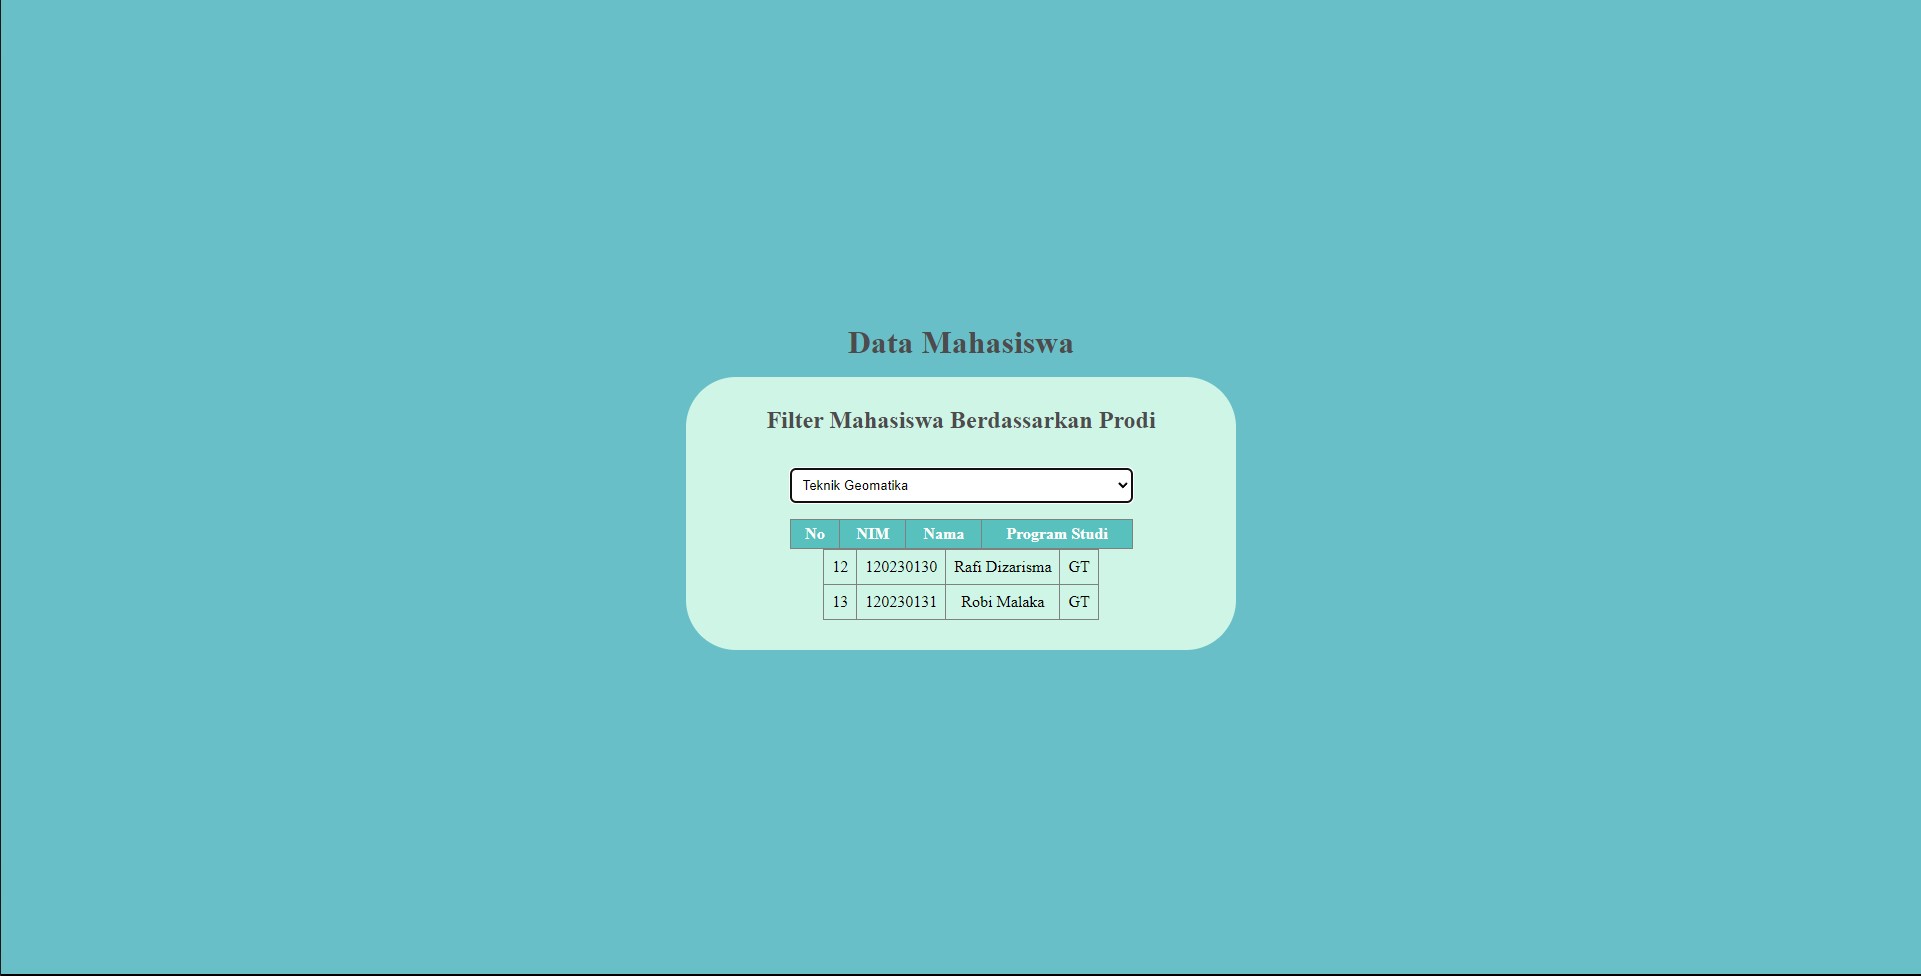 Data Mahasiswa
Filter Mahasiswa Berdassarkan Prodi
Teknik Geomatika
No NIM Nama Program Studi
12 120230130 Rafi Dizarisma GT
13 120230131 Robi Malaka GT